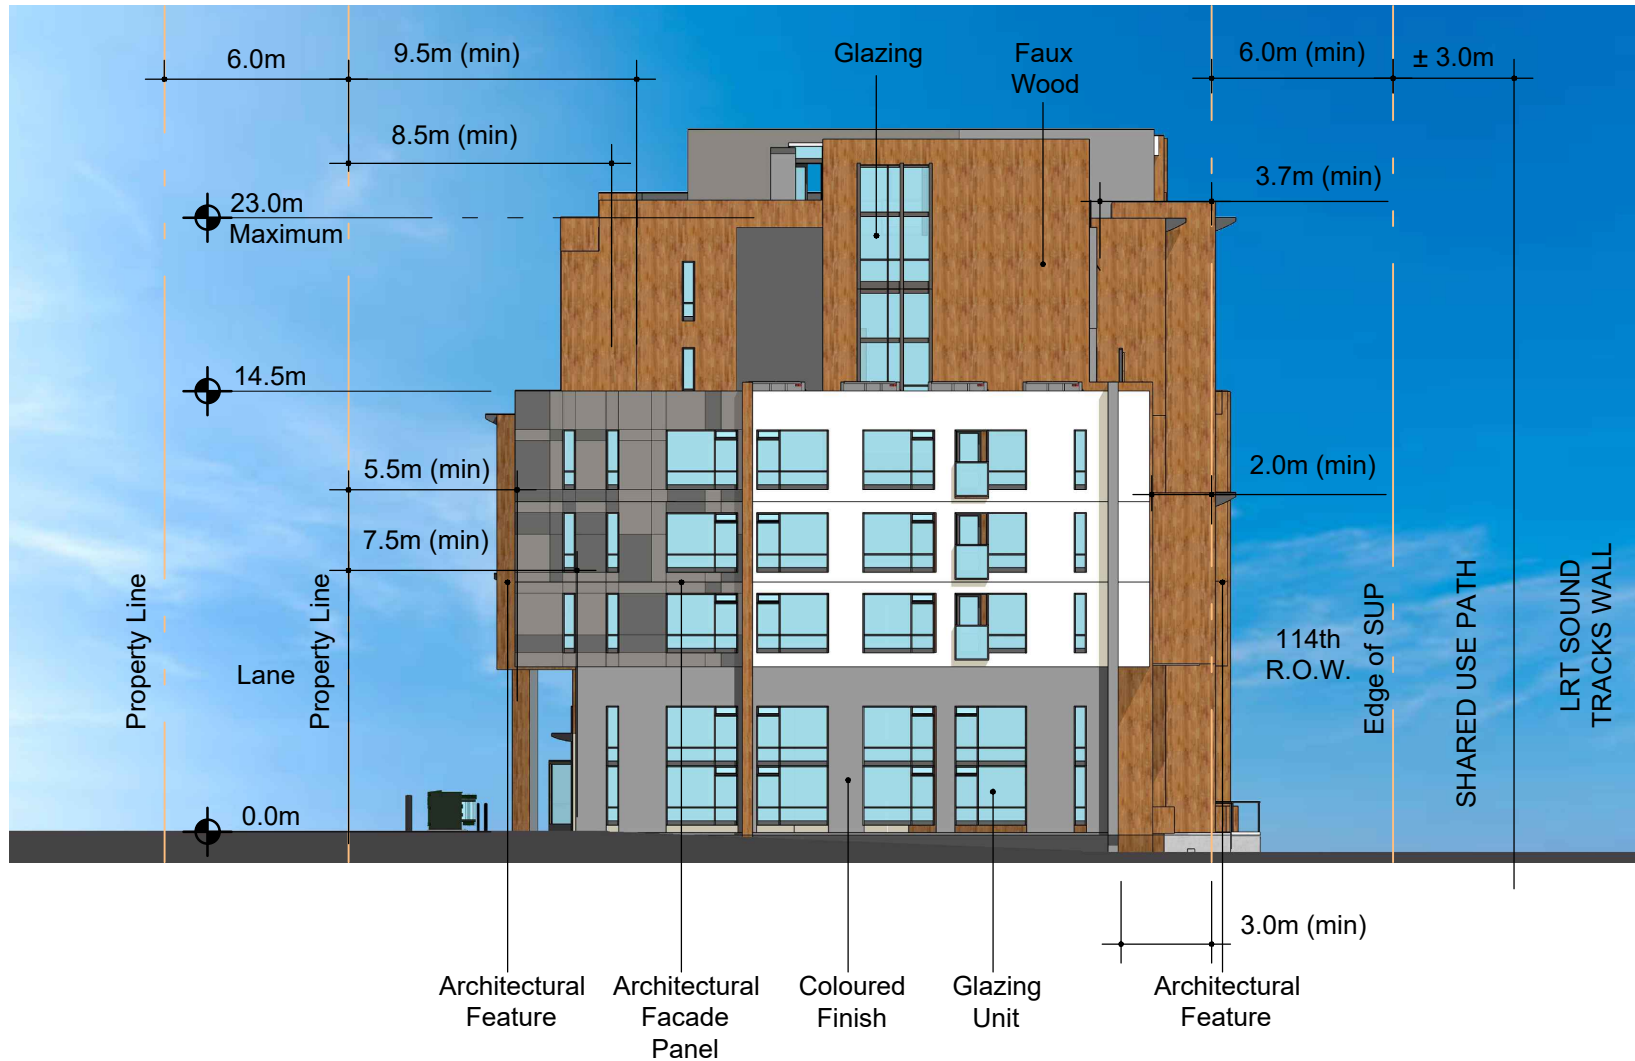 6.0m
9.5m (min)
Glazing
Faux
Wood
6.0m (min)
± 3.0m
8.5m (min)
3.7m (min)
23.0m
Maximum
14.5m
5.5m (min)
2.0m (min)
7.5m (min)
Property Line
Lane
Property Line
114th
R.O.W.
Edge of SUP
SHARED USE PATH
LRT SOUND
TRACKS WALL
0.0m
3.0m (min)
Architectural
Feature
Architectural
Facade
Panel
Coloured
Finish
Glazing
Unit
Architectural
Feature